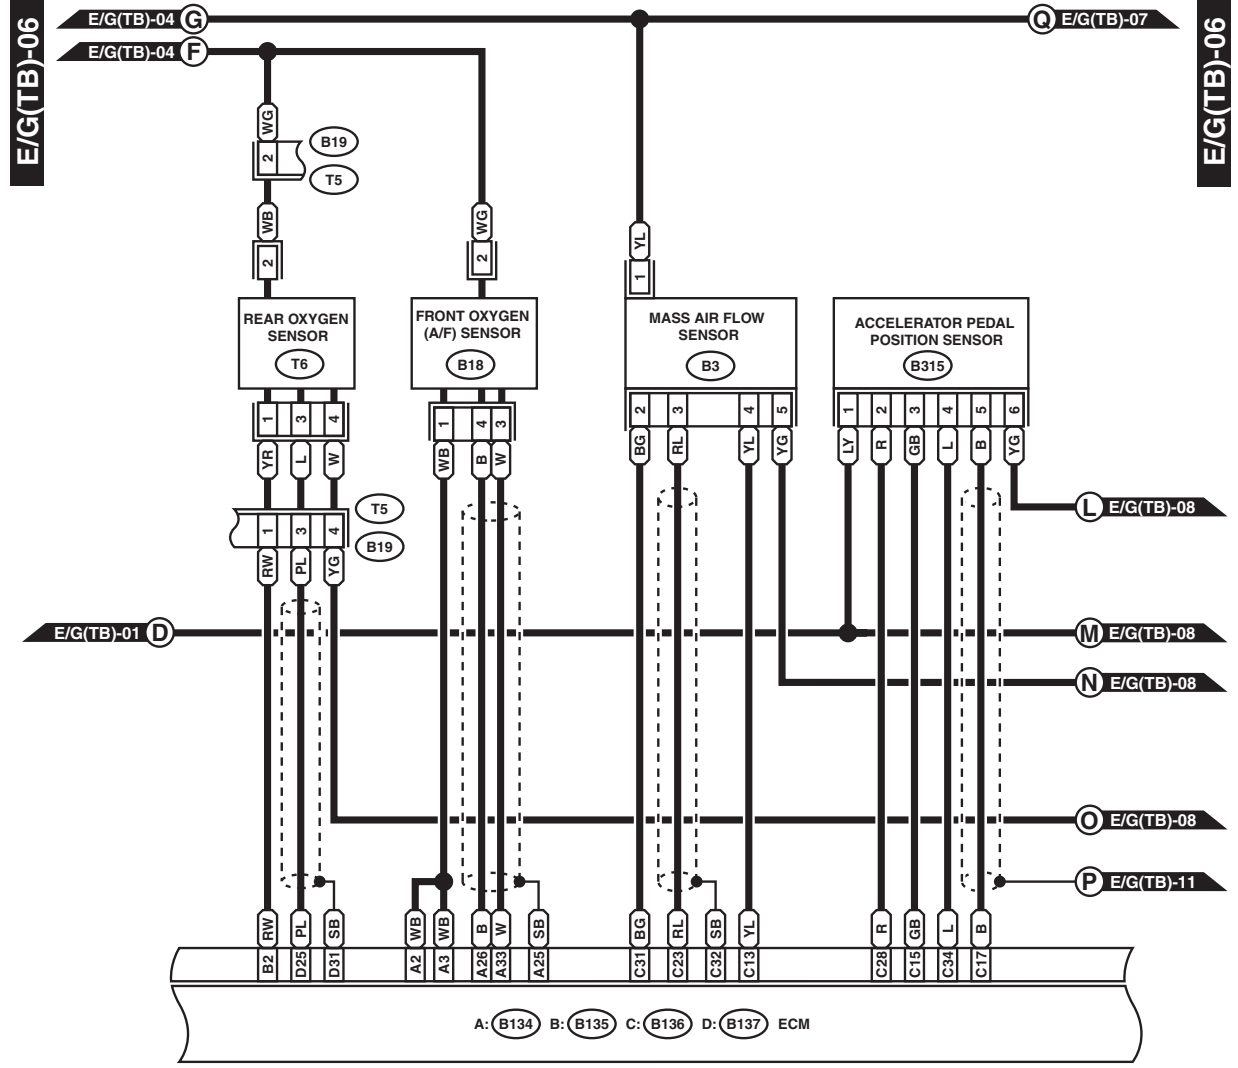 E/G(TB)-06
E/G(TB)-06
E/G(TB)-04 G
Q E/G(TB)-07
E/G(TB)-04 F
WG
2
B19
T5
WB
WG
YL
2
2
1
REAR OXYGEN
SENSOR
T6
FRONT OXYGEN
(A/F) SENSOR
B18
MASS AIR FLOW
SENSOR
B3
ACCELERATOR PEDAL
POSITION SENSOR
B315
1 3 4
1 4 3
2 3 4 5
1 2 3 4 5 6
YR L W
WB B W
BG RL YL YG
LY R GB L B YG
T5
1 3 4
B19
RW PL YG
L E/G(TB)-08
E/G(TB)-01 D
M E/G(TB)-08
N E/G(TB)-08
O E/G(TB)-08
P E/G(TB)-11
RW PL SB
WB WB B W SB
BG RL SB YL
R GB L B
B2 D25 D31
A2 A3 A26 A33 A25
C31 C23 C32 C13
C28 C15 C34 C17
A: B134 B: B135 C: B136 D: B137 ECM